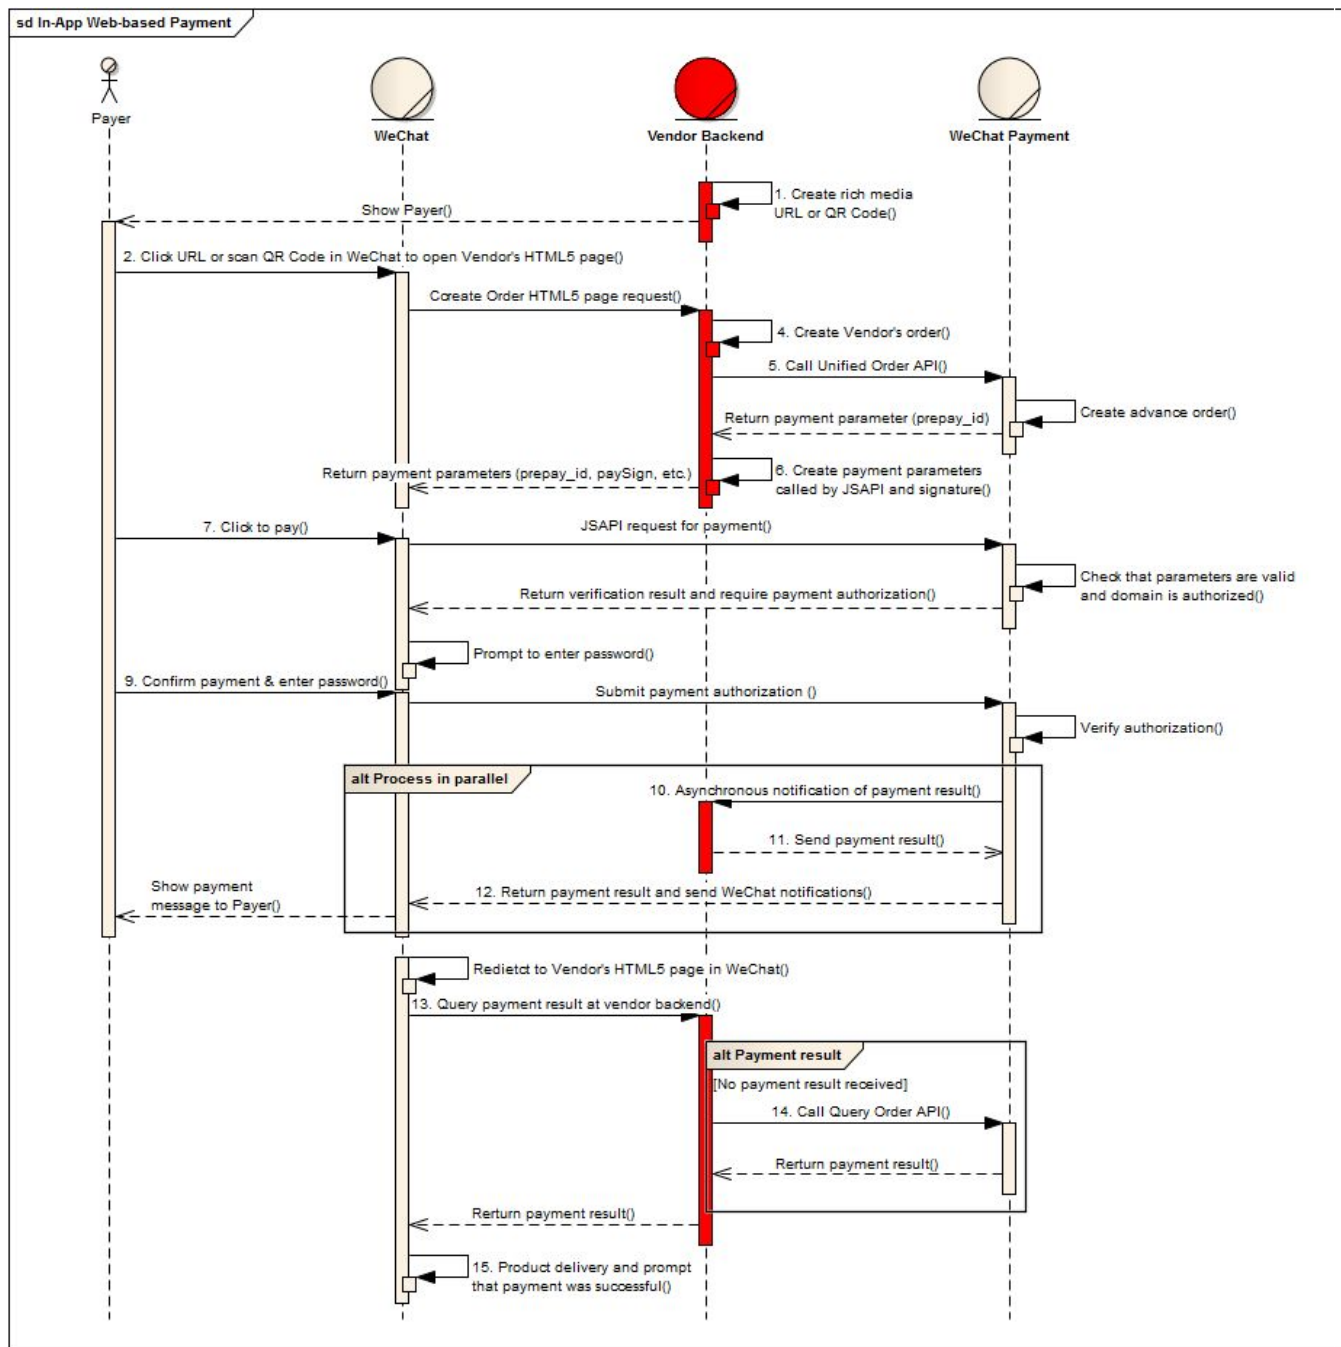 sd In-App Web-based Payment
Payer
WeChat
Vendor Backend
WeChat Payment
1. Create rich media
URL or QR Code()
Show Payer()
2. Click URL or scan QR Code in WeChat to open Vendor's HTML5 page()
Ccreate Order HTML5 page request()
4. Create Vendor's order()
5. Call Unified Order API()
Create advance order()
Return payment parameter (prepay_id)
6. Create payment parameters
called by JSAPI and signature()
Return payment parameters (prepay_id, paySign, etc.)
7. Click to pay()
JSAPI request for payment()
Check that parameters are valid
and domain is authorized()
Return verification result and require payment authorization()
Prompt to enter password()
9. Confirm payment & enter password()
Submit payment authorization ()
Verify authorization()
alt Process in parallel
10. Asynchronous notification of payment result()
11. Send payment result()
12. Return payment result and send WeChat notifications()
Show payment
message to Payer()
Redietct to Vendor's HTML5 page in WeChat()
13. Query payment result at vendor backend()
alt Payment result
[No payment result received]
14. Call Query Order API()
Rerturn payment result()
Rerturn payment result()
15. Product delivery and prompt
that payment was successful()